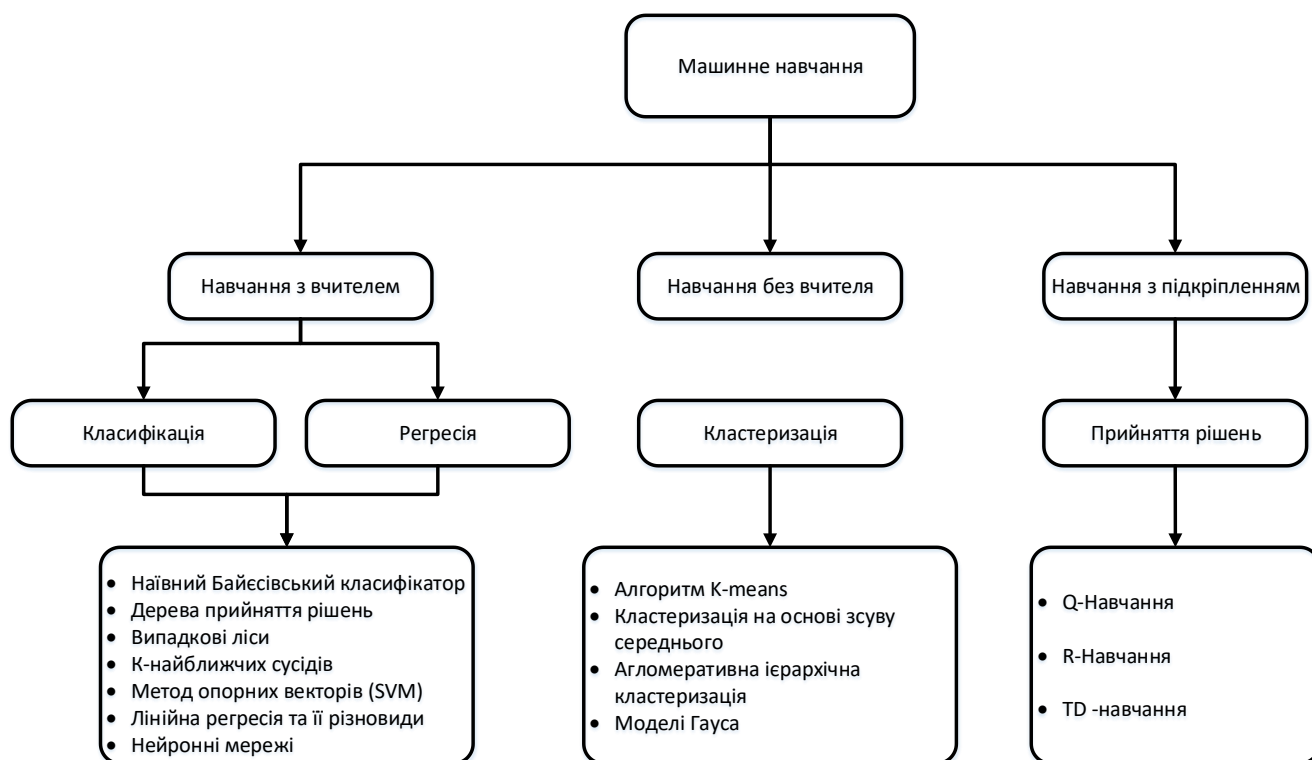 Машинне навчання
Навчання з вчителем
Навчання без вчителя
Навчання з підкріпленням
Класифікація
Регресія
Кластеризація
Прийняття рішень
• Наївний Байєсівський класифікатор
• Дерева прийняття рішень
• Випадкові ліси
• К-найближчих сусідів
• Метод опорних векторів (SVM)
• Лінійна регресія та її різновиди
• Нейронні мережі
• Алгоритм K-means
• Кластеризація на основі зсуву
середнього
• Агломеративна ієрархічна
кластеризація
• Моделі Гауса
• Q-Навчання
• R-Навчання
• TD -навчання